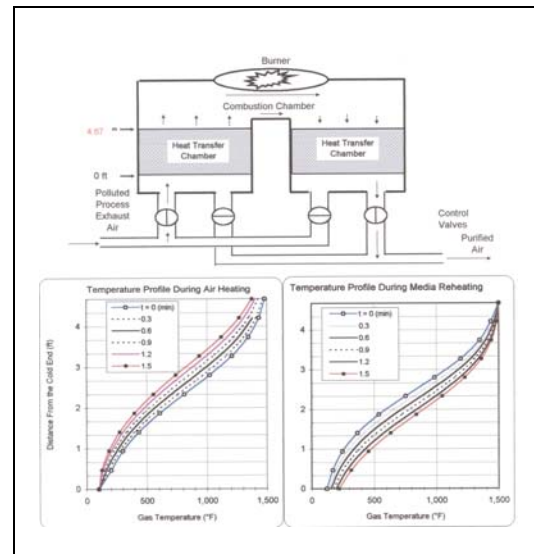 Burner
Combustion Chamber
4.67
Heat Transfer
Chamber
Heat Transfer
Chamber
0 ft
Polluted
Process
Exhaust
Air
Control
Valves
Purified
Air
Temperature Profile During Air Heating
t = 0 (min)
0.3
0.6
0.9
1.2
1.5
4
3
2
1
0
Distance From the Cold End (ft)
0
500
1,000
1,500
Gas Temperature (°F)
Temperature Profile During Media Reheating
t = 0 (min)
0.3
0.6
0.9
1.2
1.5
4
3
2
1
0
0
500
1,000
1,500
Gas Temperature (°F)